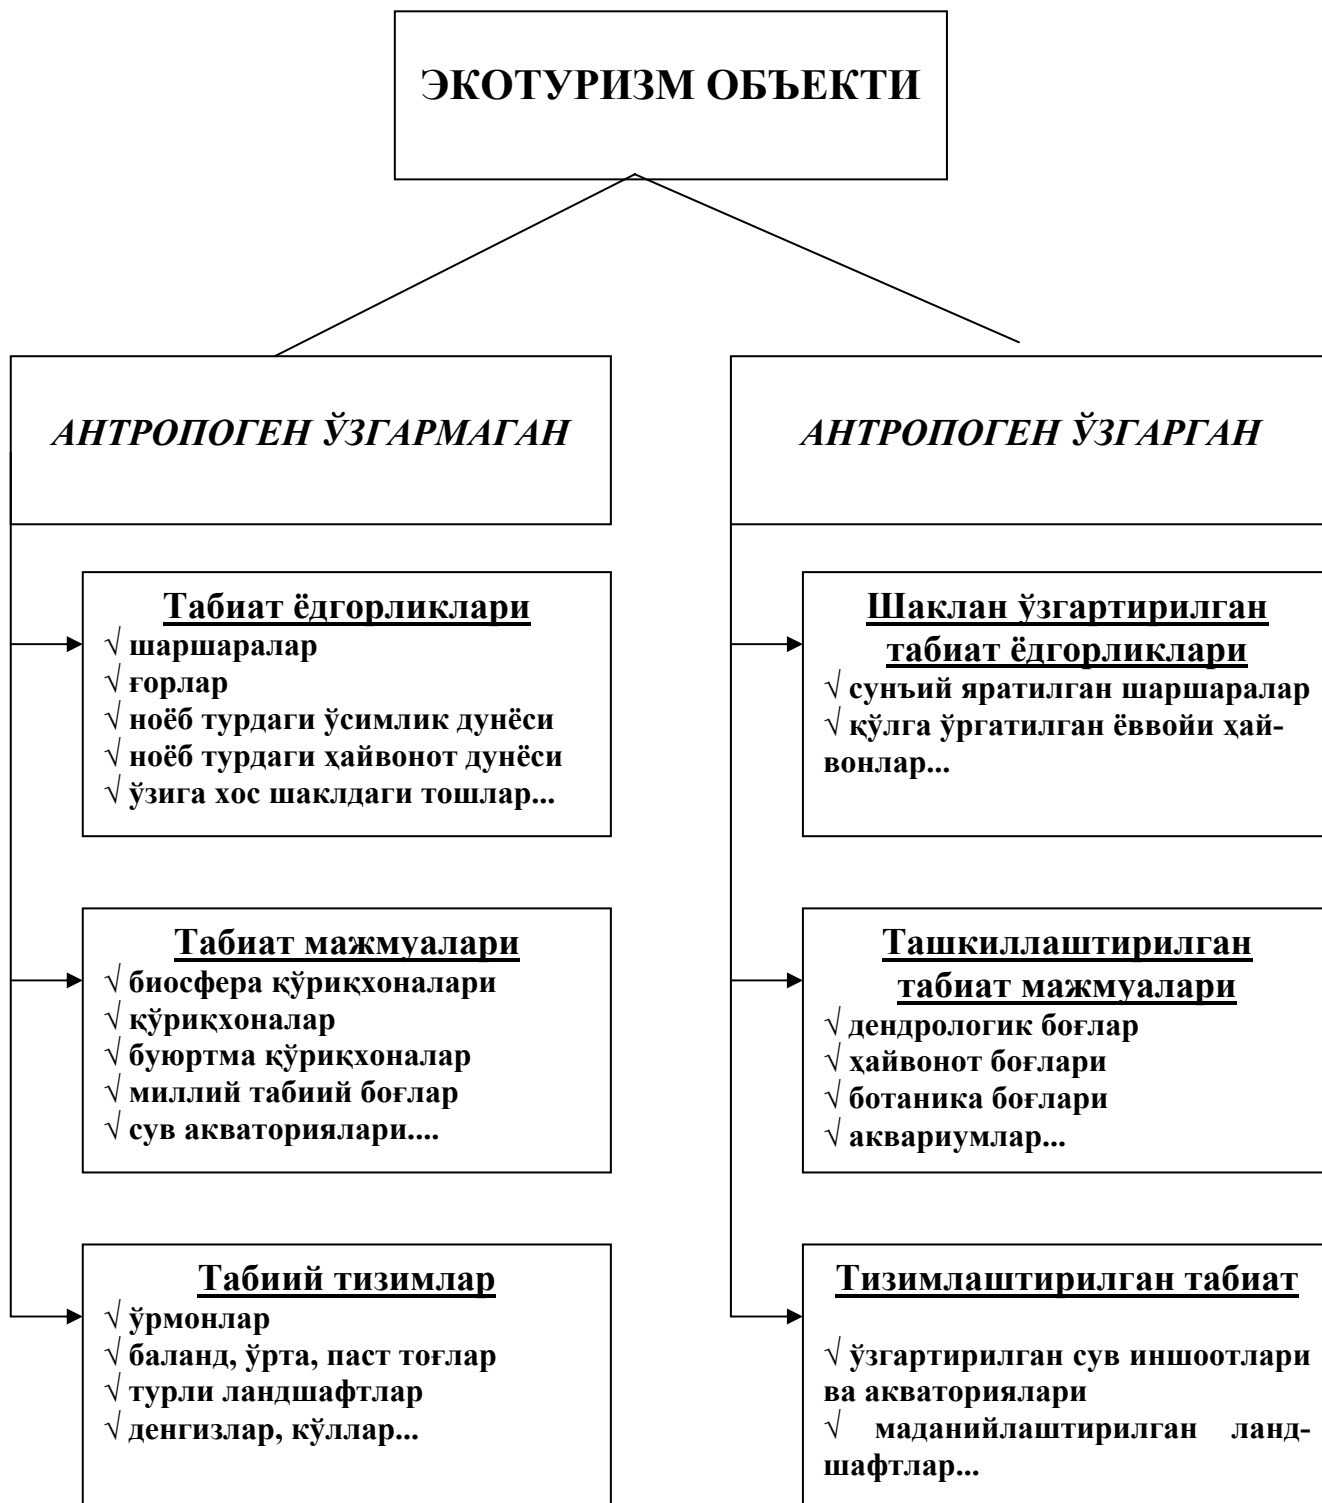 ЭКОТУРИЗМ ОБЪЕКТИ
АНТРОПОГЕН ЎЗГАРМАГАН
Табиат ёдгорликлари
√ шаршаралар
√ ғорлар
√ ноёб турдаги ўсимлик дунёси
√ ноёб турдаги ҳайвонот дунёси
√ ўзига хос шаклдаги тошлар...
Табиат мажмуалари
√ биосфера қўриқхоналари
√ қўриқхоналар
√ буюртма қўриқхоналар
√ миллий табиий боғлар
√ сув акваториялари....
Табиий тизимлар
√ ўрмонлар
√ баланд, ўрта, паст тоғлар
√ турли ландшафтлар
√ денгизлар, кўллар...
АНТРОПОГЕН ЎЗГАРГАН
Шаклан ўзгартирилган
табиат ёдгорликлари
√ сунъий яратилган шаршаралар
√ қўлга ўргатилган ёввойи ҳай-
вонлар...
Ташкиллаштирилган
табиат мажмуалари
√ дендрологик боғлар
√ ҳайвонот боғлари
√ ботаника боғлари
√ аквариумлар...
Тизимлаштирилган табиат
√ ўзгартирилган сув иншоотлари
ва акваториялари
√ маданийлаштирилган ланд-
шафтлар...